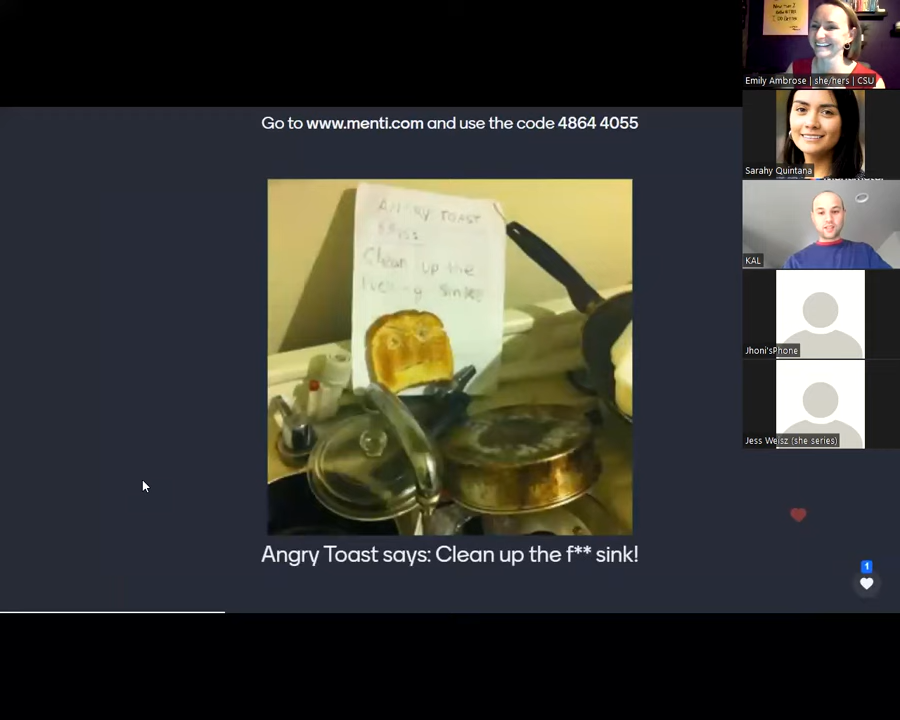 Emily Ambrose | she/hers | CSU
Go to www.menti.com and use the code 4864 4055
Sarahy Quintana
KAL
ANGRY TOAST
Says:
Clean up the
sink!
Jhoni'sPhone
Jess Weisz (she series)
Angry Toast says: Clean up the f** sink!
1